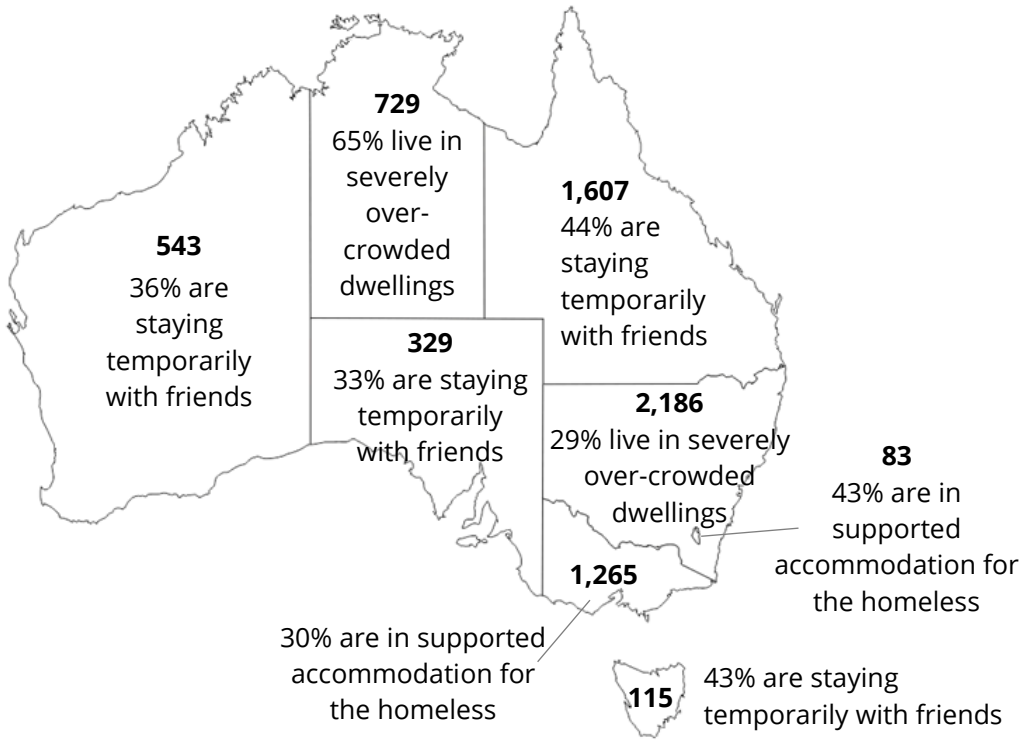 729
65% live in
severely
over-
crowded
dwellings
1,607
44% are
staying
temporarily
with friends
543
36% are
staying
temporarily
with friends
329
33% are staying
temporarily
with friends
2,186
29% live in severely
over-crowded
dwellings
83
43% are in
supported
accommodation for
the homeless
1,265
30% are in supported
accommodation for
the homeless
115
43% are staying
temporarily with friends